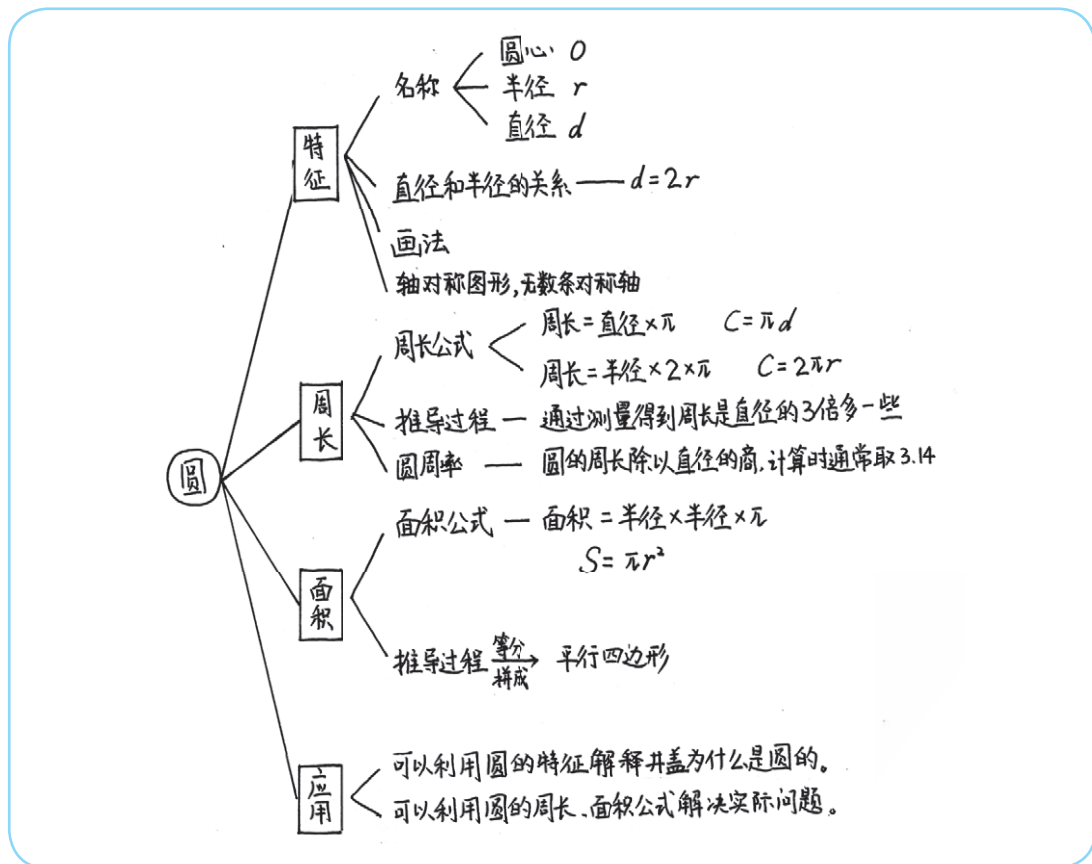 圆
特征
名称
圆心 O
半径 r
直径 d
直径和半径的关系 —— d=2r
画法
轴对称图形,无数条对称轴
周长
周长公式
周长=直径×π C=πd
周长=半径×2×π C=2πr
推导过程 — 通过测量得到周长是直径的3倍多一些
圆周率 — 圆的周长除以直径的商,计算时通常取3.14
面积
面积公式 — 面积=半径×半径×π
S=πr²
推导过程 等分 拼成 → 平行四边形
应用
可以利用圆的特征解释井盖为什么是圆的。
可以利用圆的周长、面积公式解决实际问题。